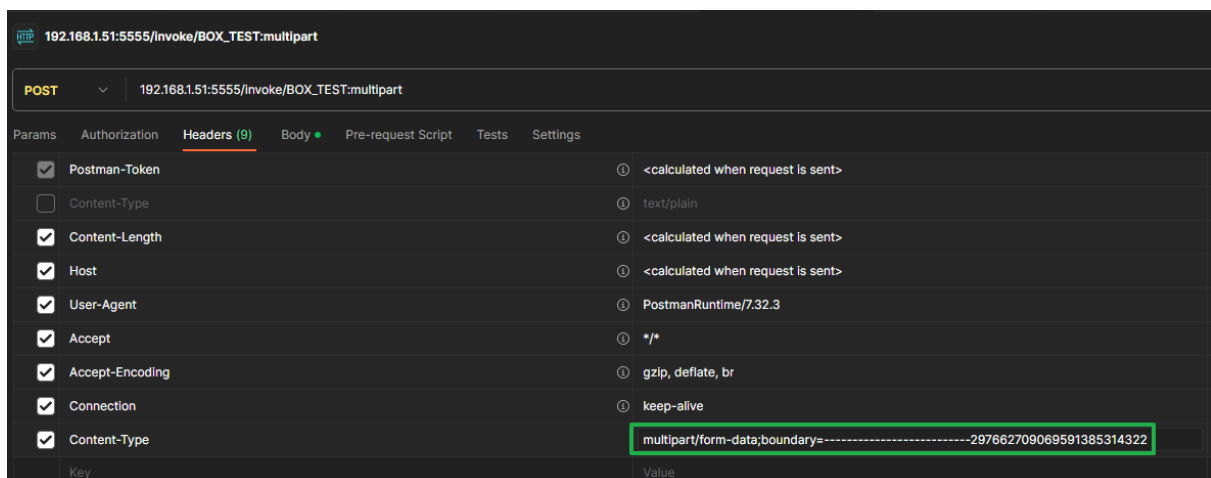 HTTP 192.168.1.51:5555/invoke/BOX_TEST:multipart
POST 192.168.1.51:5555/invoke/BOX_TEST:multipart
Params Authorization Headers (9) Body Pre-request Script Tests Settings
Postman-Token <calculated when request is sent>
Content-Type text/plain
Content-Length <calculated when request is sent>
Host <calculated when request is sent>
User-Agent PostmanRuntime/7.32.3
Accept */*
Accept-Encoding gzip, deflate, br
Connection keep-alive
Content-Type multipart/form-data;boundary=---------------------------297662709069591385314322
Key Value